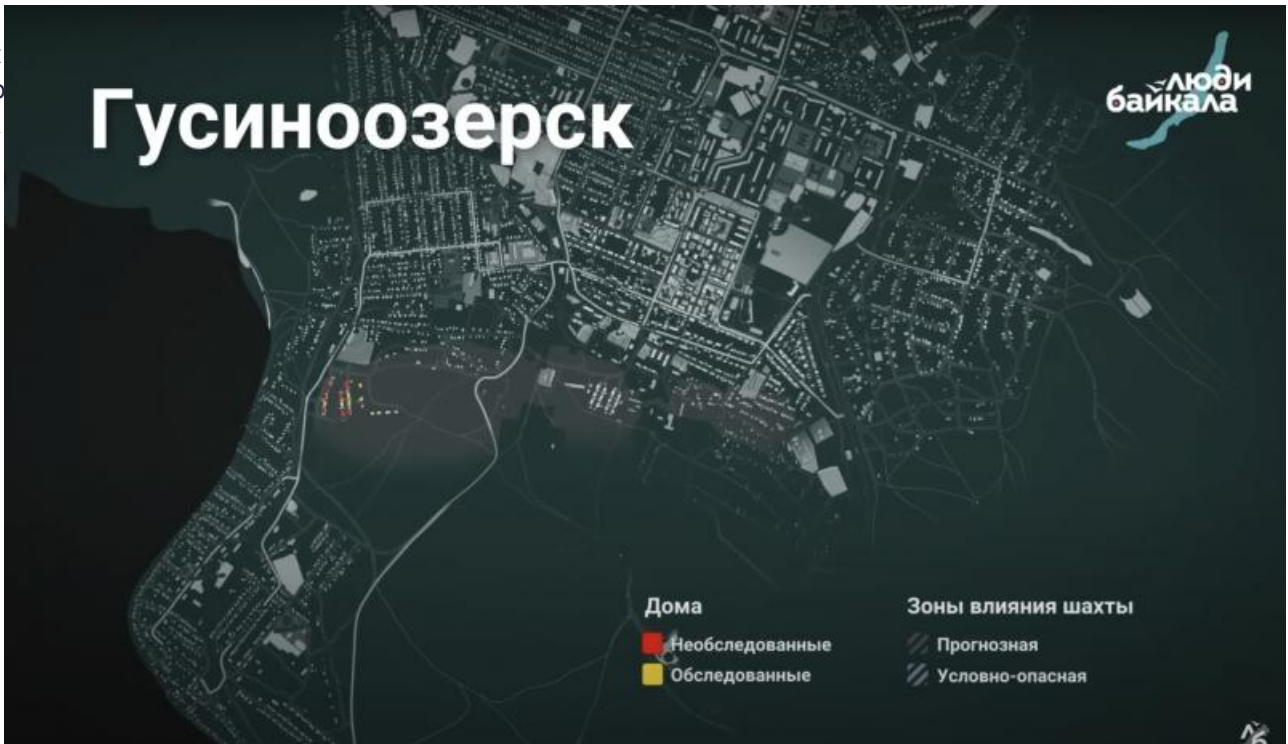 Гусиноозерск
люди
байкала
Дома
Необследованные
Обследованные
Зоны влияния шахты
Прогнозная
Условно-опасная